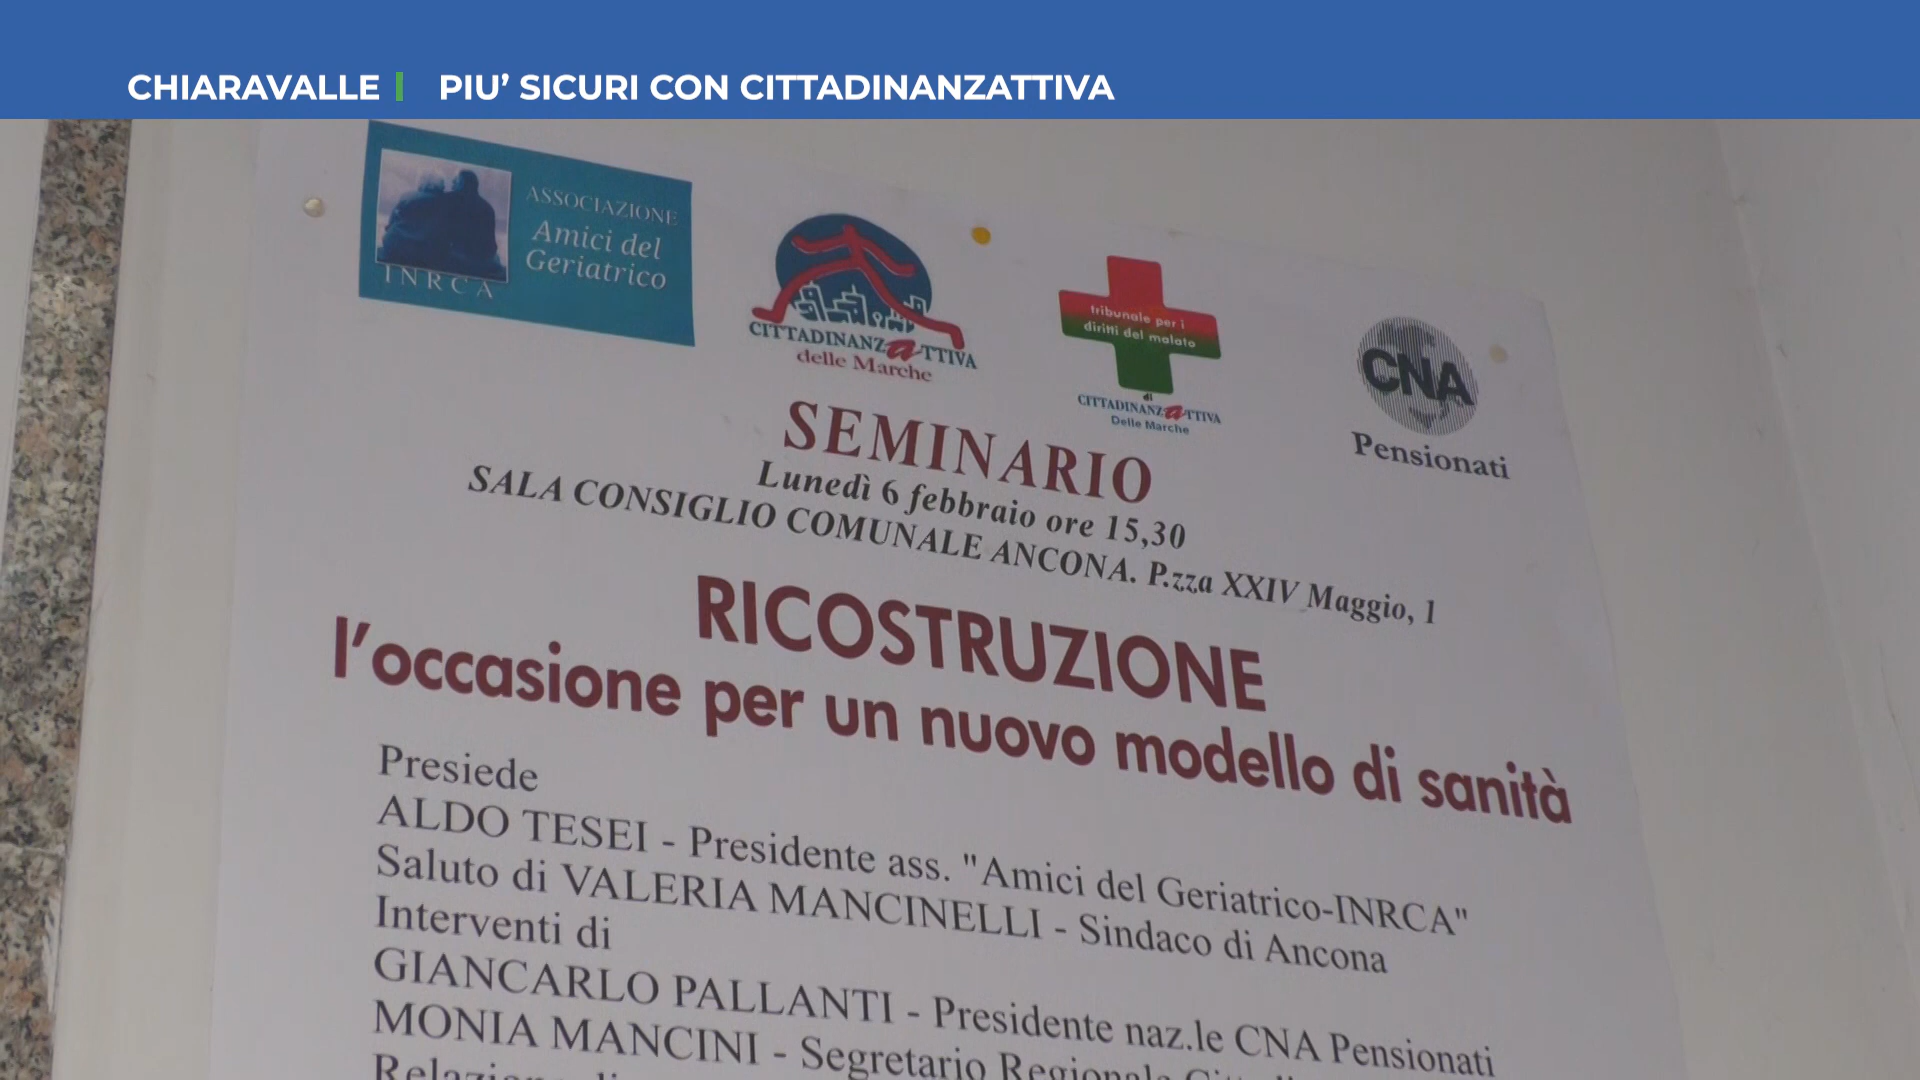 CHIARAVALLE PIU' SICURI CON CITTADINANZATTIVA
ASSOCIAZIONE
Amici del
Geriatrico
INRCA
CITTADINANZATTIVA
delle Marche
tribunale per i
diritti del malato
di
CITTADINANZATTIVA
Delle Marche
CNA
Pensionati
SEMINARIO
Lunedì 6 febbraio ore 15,30
SALA CONSIGLIO COMUNALE ANCONA. P.zza XXIV Maggio, 1
RICOSTRUZIONE
l'occasione per un nuovo modello di sanità
Presiede
ALDO TESEI - Presidente ass. "Amici del Geriatrico-INRCA"
Saluto di VALERIA MANCINELLI - Sindaco di Ancona
Interventi di
GIANCARLO PALLANTI - Presidente naz.le CNA Pensionati
MONIA MANCINI - Segretario Regionale